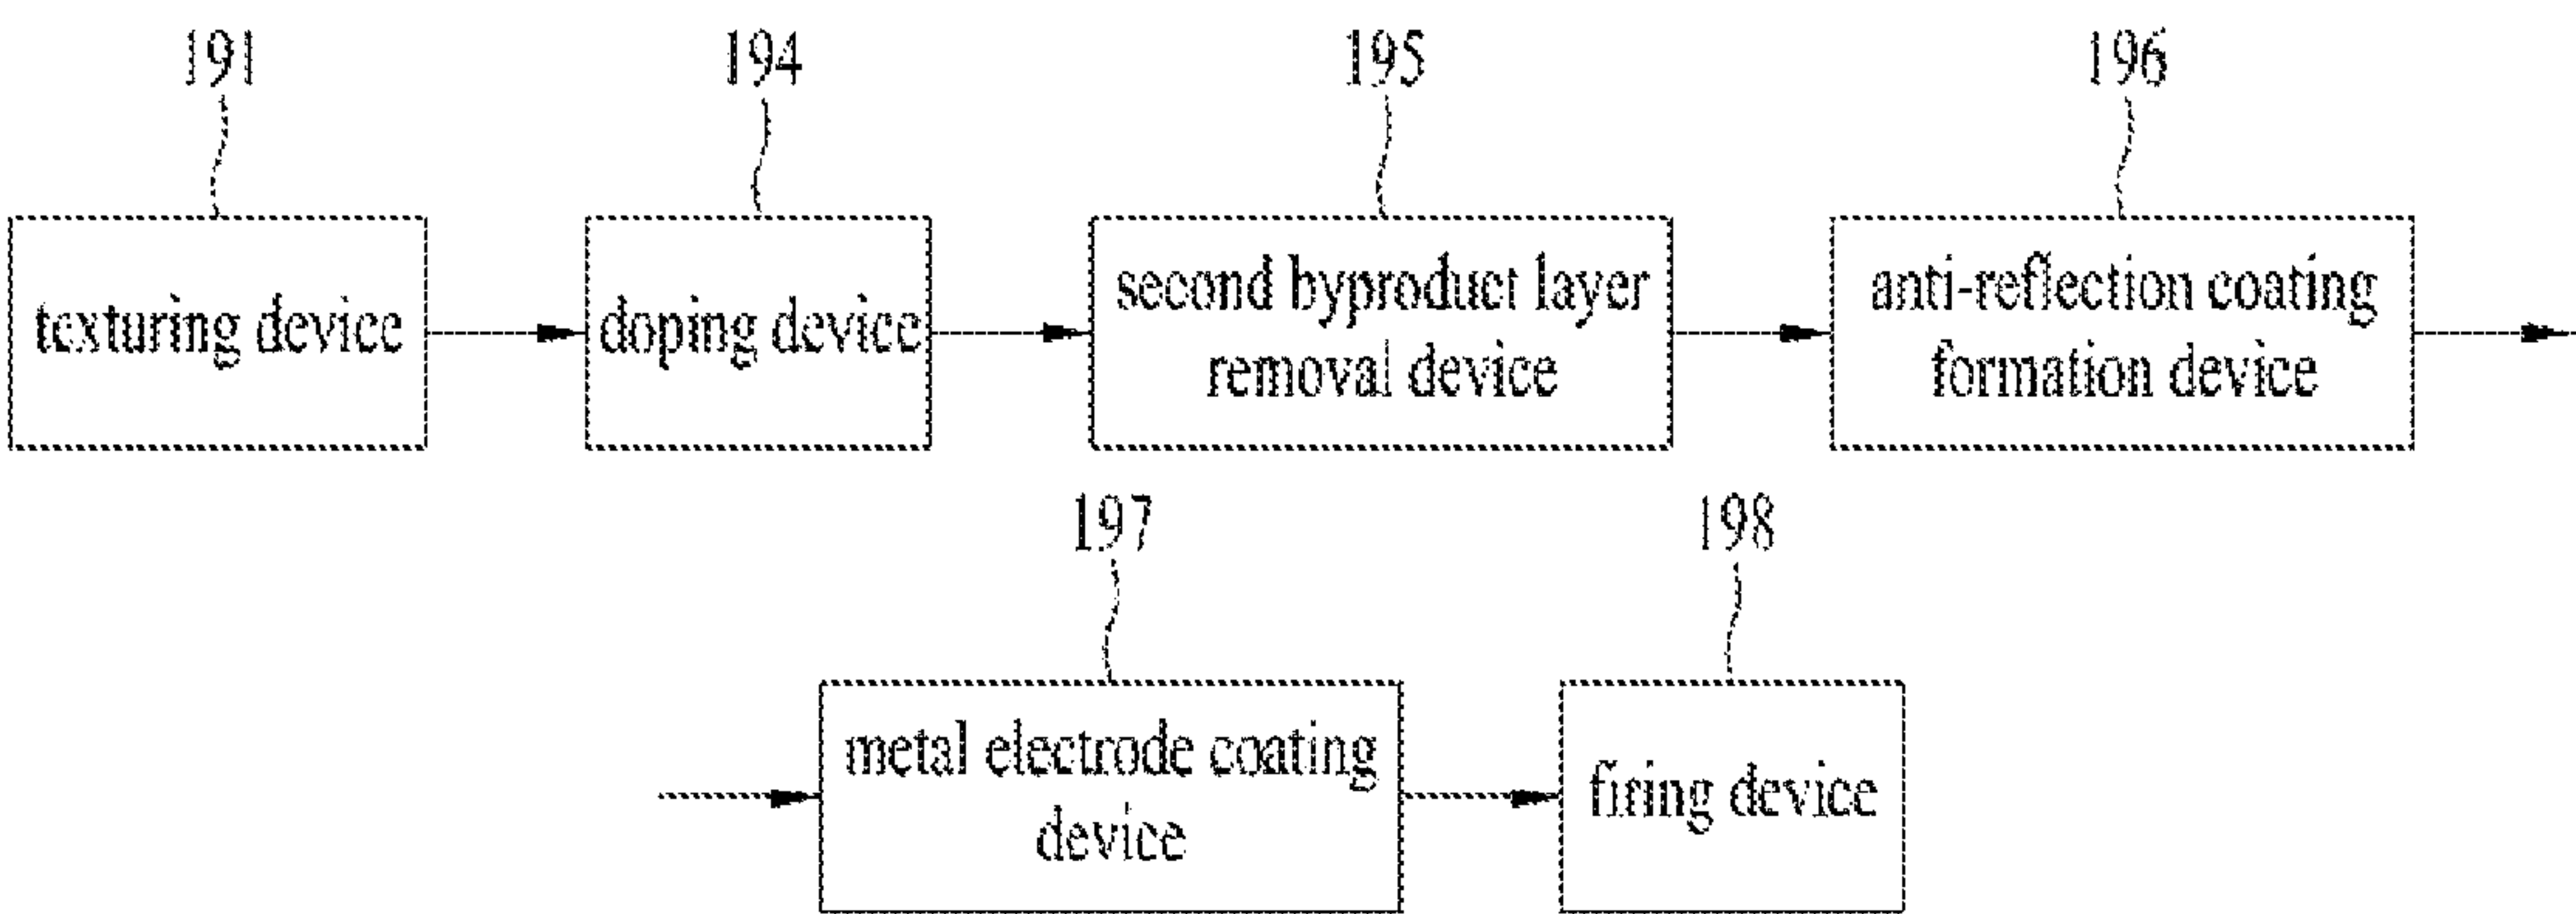 191
194
195
196
texturing device
doping device
second byproduct layer
removal device
anti-reflection coating
formation device
197
198
metal electrode coating
device
firing device